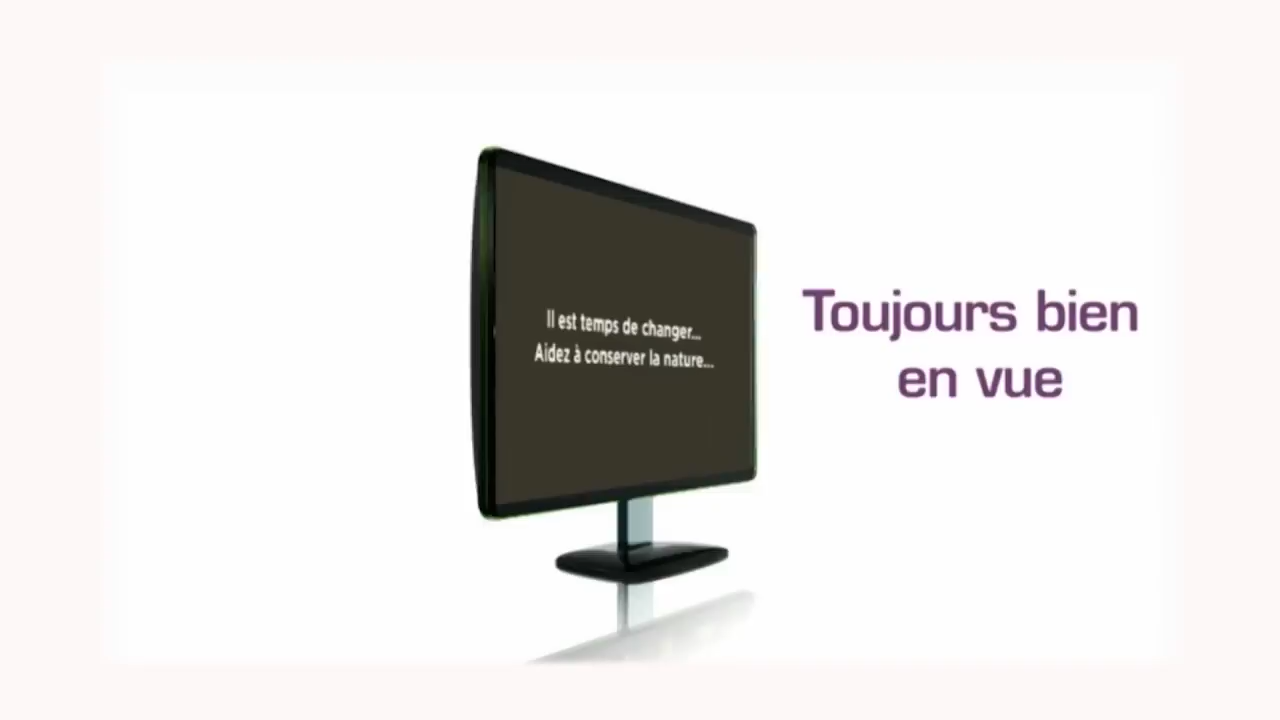 Il est temps de changer...
Aidez à conserver la nature...
Toujours bien
en vue